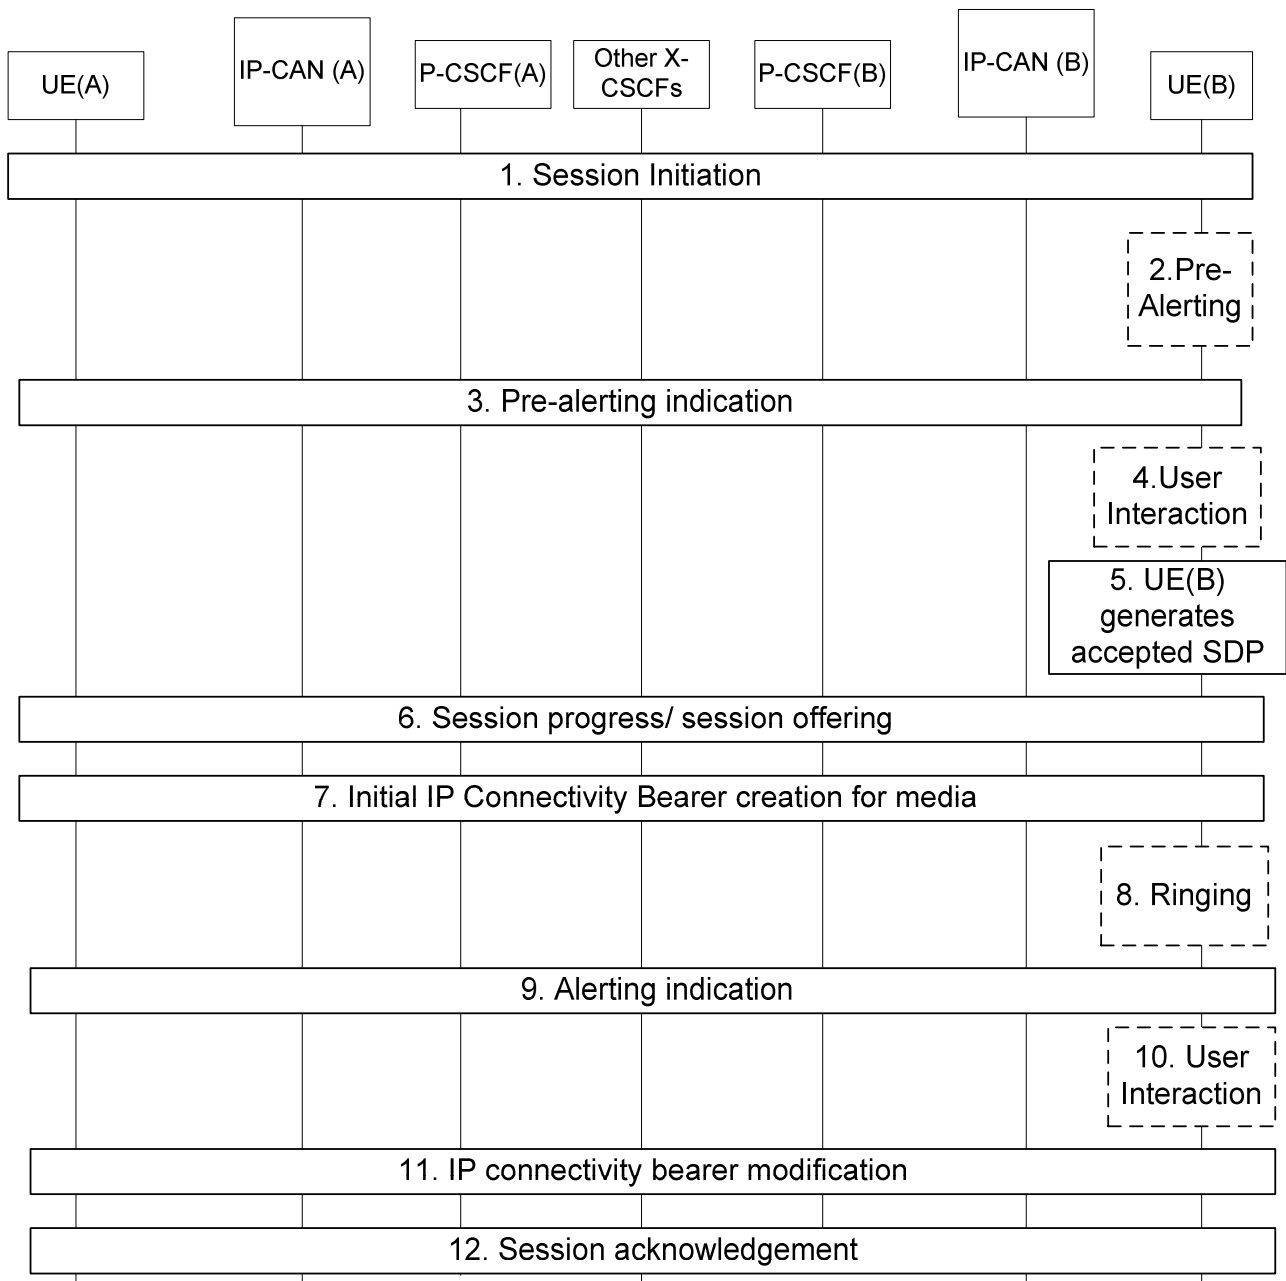 UE(A)
IP-CAN (A)
P-CSCF(A)
Other X-
CSCFs
P-CSCF(B)
IP-CAN (B)
UE(B)
1. Session Initiation
2.Pre-
Alerting
3. Pre-alerting indication
4.User
Interaction
5. UE(B)
generates
accepted SDP
6. Session progress/ session offering
7. Initial IP Connectivity Bearer creation for media
8. Ringing
9. Alerting indication
10. User
Interaction
11. IP connectivity bearer modification
12. Session acknowledgement